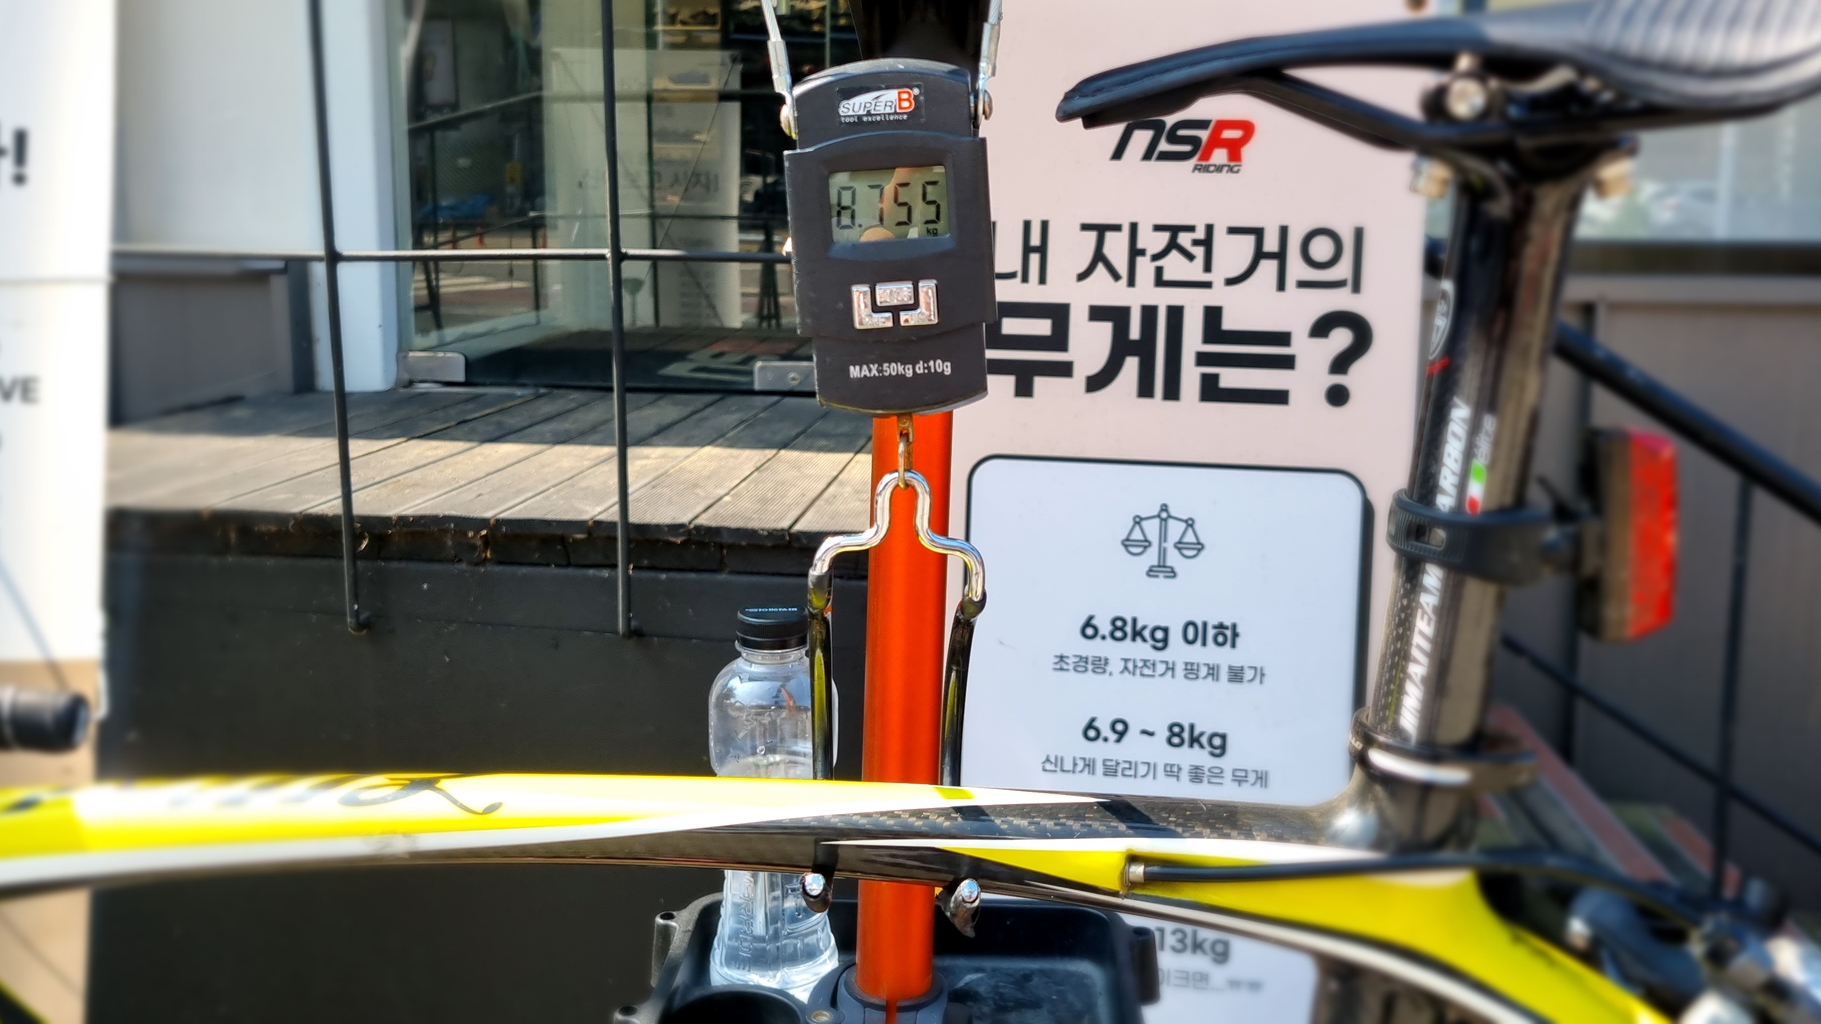 SUPER B
tool excellence
8.755
kg
MAX:50kg d:10g
nSR
RIDING
내 자전거의
무게는?
6.8kg 이하
초경량, 자전거 핑계 불가
6.9 ~ 8kg
신나게 달리기 딱 좋은 무게
13kg
VE
CARBON